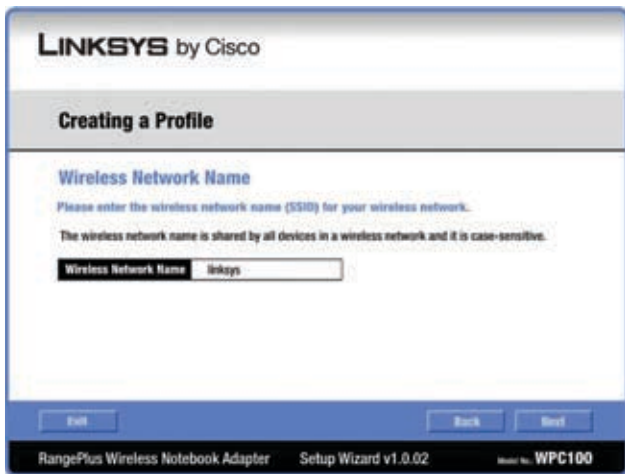 LINKSYS by Cisco
Creating a Profile
Wireless Network Name
Please enter the wireless network name (SSID) for your wireless network.
The wireless network name is shared by all devices in a wireless network and it is case-sensitive.
Wireless Network Name linksys
Exit Back Next
RangePlus Wireless Notebook Adapter Setup Wizard v1.0.02 Model No. WPC100